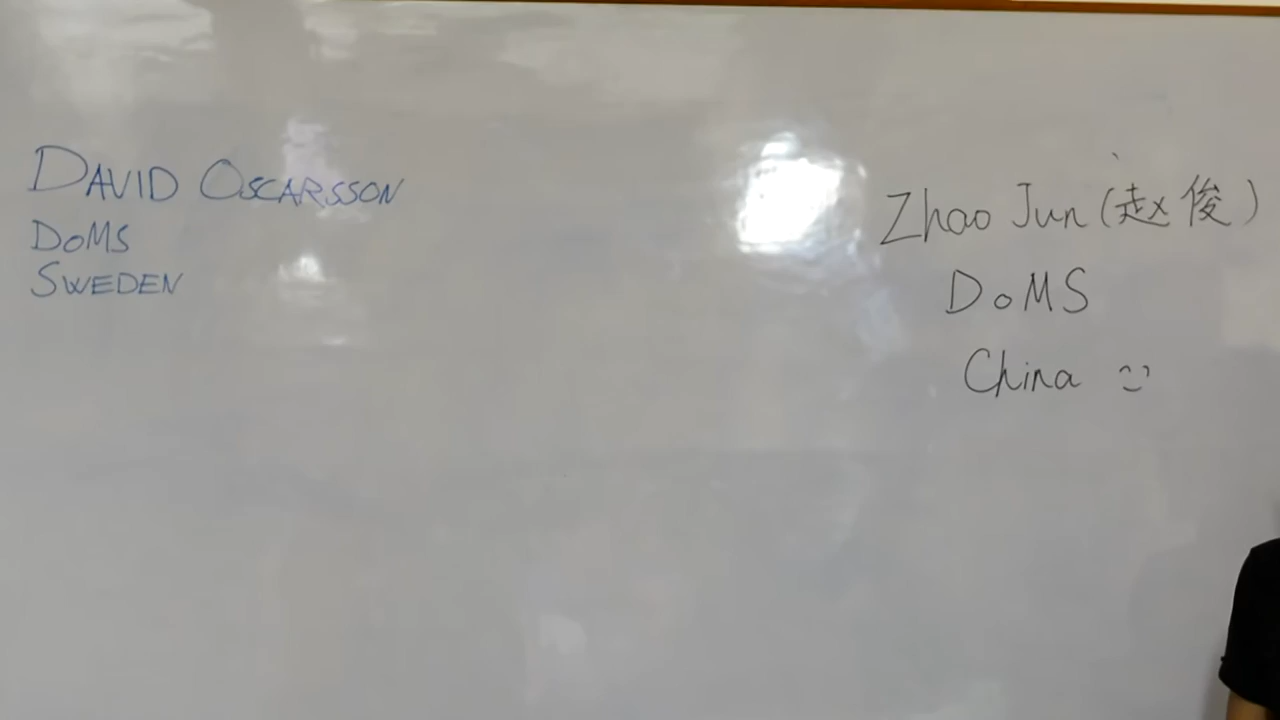 DAVID OSCARSSON
DoMS
SWEDEN
Zhao Jun (赵俊)
DoMS
China